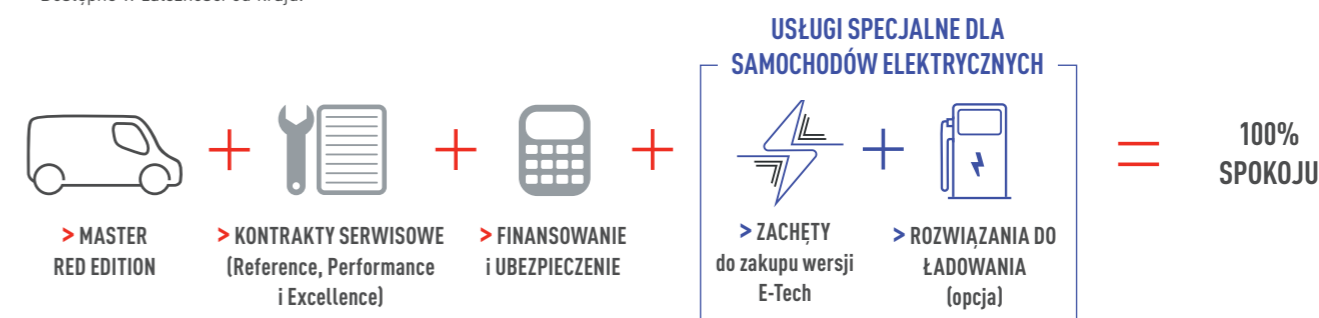 USŁUGI SPECJALNE DLA
SAMOCHODÓW ELEKTRYCZNYCH
> MASTER
RED EDITION
> KONTRAKTY SERWISOWE
(Reference, Performance
i Excellence)
> FINANSOWANIE
i UBEZPIECZENIE
> ZACHĘTY
do zakupu wersji
E-Tech
> ROZWIĄZANIA DO
ŁADOWANIA
(opcja)
100%
SPOKOJU